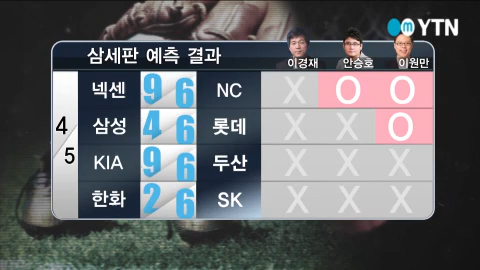 YTN
삼세판 예측 결과
이경재 안승호 이원만
넥센 9 6 NC X O O
4 삼성 4 6 롯데 X X O
5 KIA 9 6 두산 X X X
한화 2 6 SK X X X